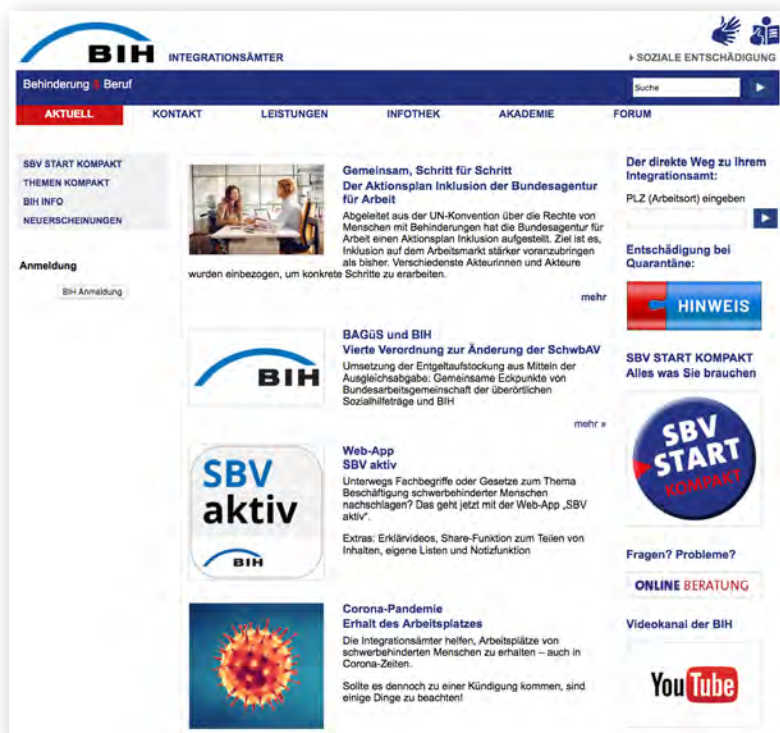 BIH INTEGRATIONSÄMTER
SOZIALE ENTSCHÄDIGUNG
Behinderung Beruf
Suche
AKTUELL KONTAKT LEISTUNGEN INFOTHEK AKADEMIE FORUM
SBV START KOMPAKT
THEMEN KOMPAKT
BIH INFO
NEUERSCHEINUNGEN
Anmeldung
BIH Anmeldung
Gemeinsam, Schritt für Schritt
Der Aktionsplan Inklusion der Bundesagentur
für Arbeit
Abgeleitet aus der UN-Konvention über die Rechte von
Menschen mit Behinderungen hat die Bundesagentur für
Arbeit einen Aktionsplan Inklusion aufgestellt. Ziel ist es,
Inklusion auf dem Arbeitsmarkt stärker voranzubringen
als bisher. Verschiedenste Akteurinnen und Akteure
wurden einbezogen, um konkrete Schritte zu erarbeiten.
mehr
BIH
BAGüS und BIH
Vierte Verordnung zur Änderung der SchwbAV
Umsetzung der Entgeltaufstockung aus Mitteln der
Ausgleichsabgabe: Gemeinsame Eckpunkte von
Bundesarbeitsgemeinschaft der überörtlichen
Sozialhilfeträge und BIH
mehr »
SBV
aktiv
BIH
Web-App
SBV aktiv
Unterwegs Fachbegriffe oder Gesetze zum Thema
Beschäftigung schwerbehinderter Menschen
nachschlagen? Das geht jetzt mit der Web-App „SBV
aktiv".
Extras: Erklärvideos, Share-Funktion zum Teilen von
Inhalten, eigene Listen und Notizfunktion
Corona-Pandemie
Erhalt des Arbeitsplatzes
Die Integrationsämter helfen, Arbeitsplätze von
schwerbehinderten Menschen zu erhalten – auch in
Corona-Zeiten.
Sollte es dennoch zu einer Kündigung kommen, sind
einige Dinge zu beachten!
Der direkte Weg zu Ihrem
Integrationsamt:
PLZ (Arbeitsort) eingeben
Entschädigung bei
Quarantäne:
HINWEIS
SBV START KOMPAKT
Alles was Sie brauchen
SBV
START
KOMPAKT
Fragen? Probleme?
ONLINE BERATUNG
Videokanal der BIH
YouTube